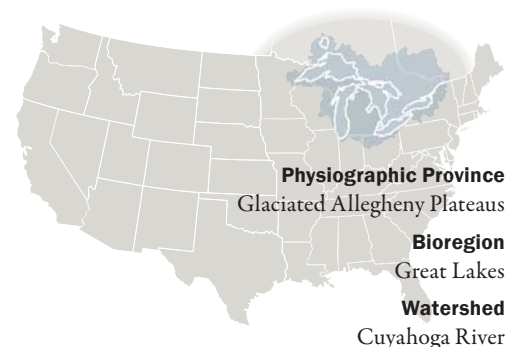 Physiographic Province
Glaciated Allegheny Plateaus
Bioregion
Great Lakes
Watershed
Cuyahoga River